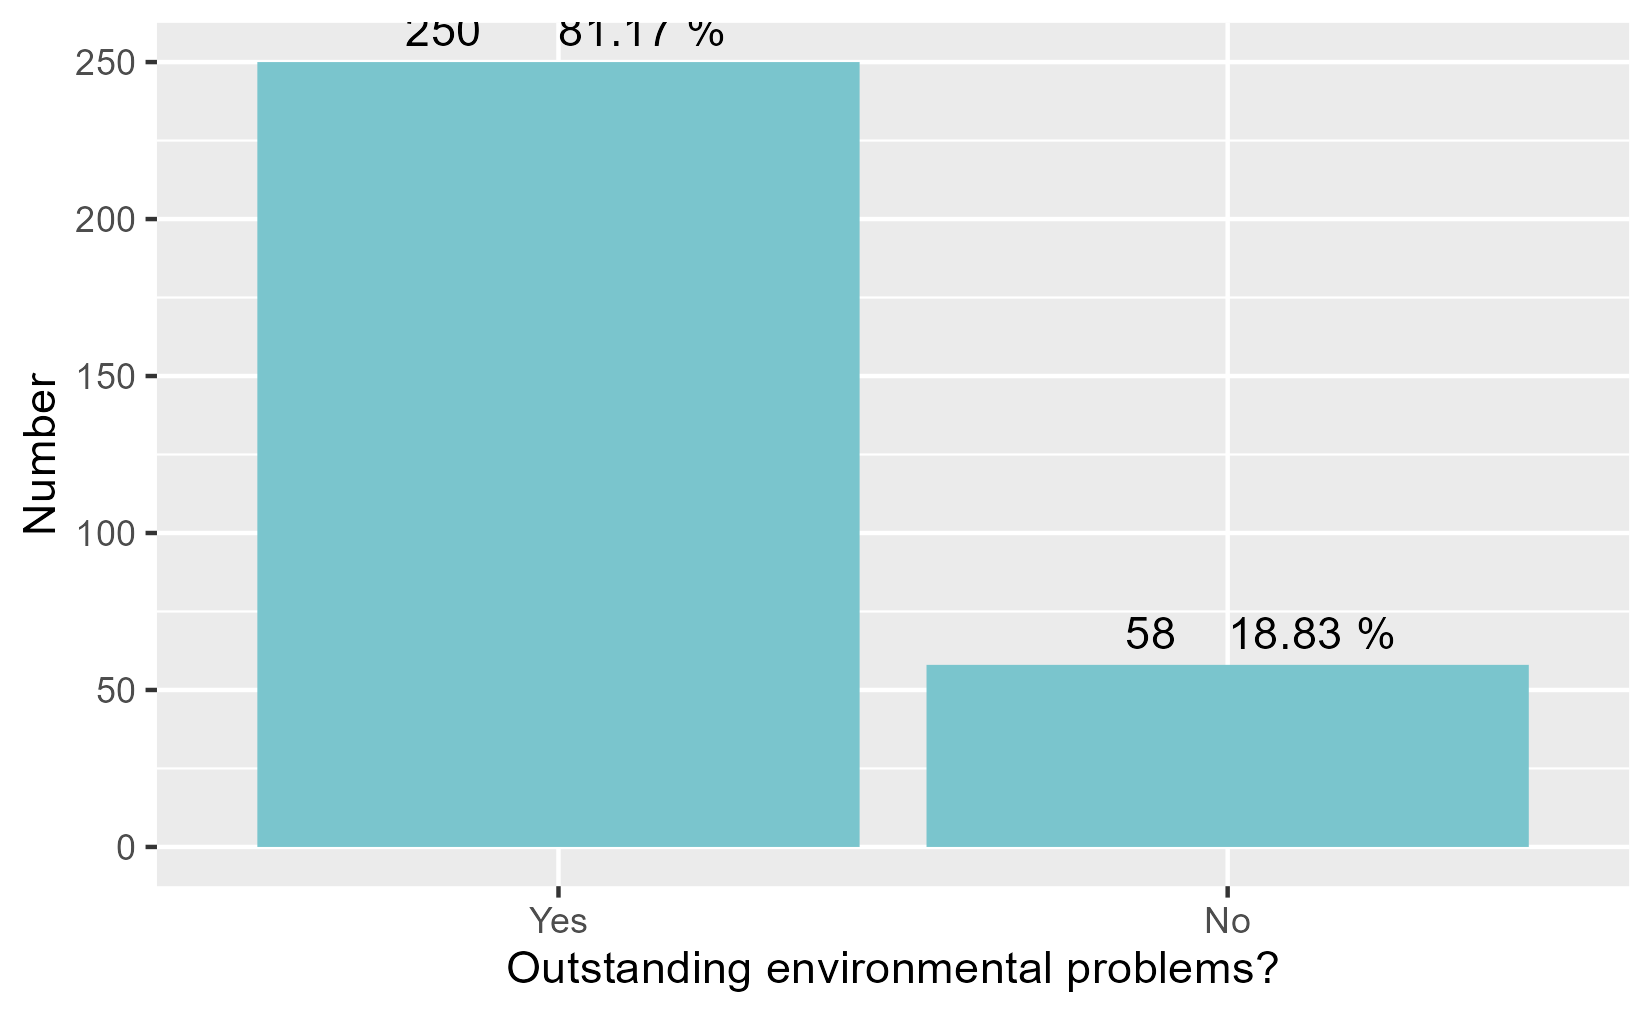 250 81.17 %
250
200
150
100
50
0
Number
58 18.83 %
Yes No
Outstanding environmental problems?